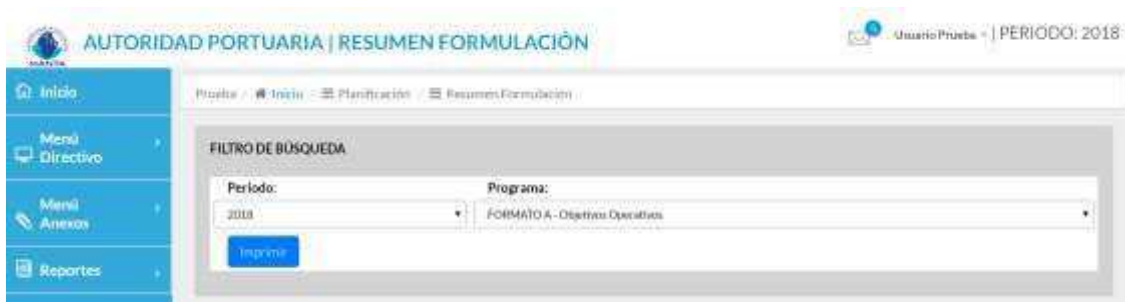 AUTORIDAD PORTUARIA | RESUMEN FORMULACIÓN
Usuario Prueba - | PERIODO: 2018
MANTA
Inicio
Prueba / Inicio / Planificación / Resumen Formulación
Menú
Directivo
FILTRO DE BÚSQUEDA
Periodo: Programa:
2018 FORMATO A - Objetivos Operativos
Menú
Anexos
Imprimir
Reportes